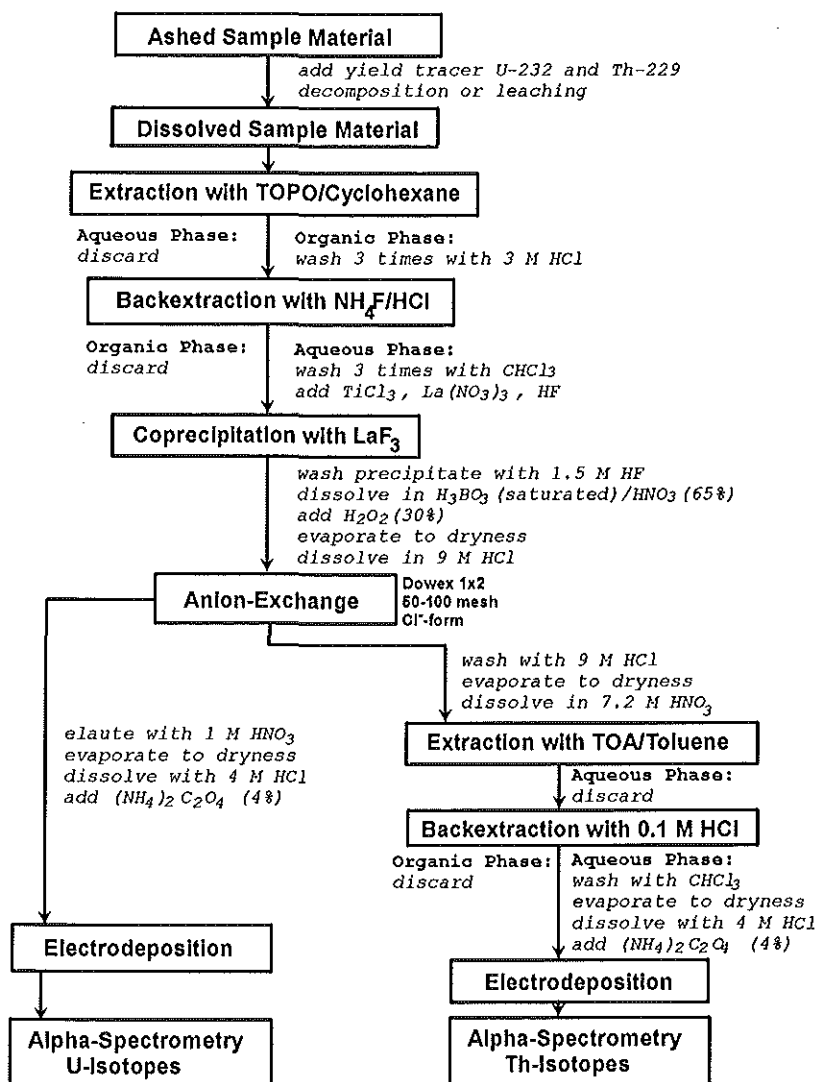 Ashed Sample Material
add yield tracer U-232 and Th-229
decomposition or leaching
Dissolved Sample Material
Extraction with TOPO/Cyclohexane
Aqueous Phase:
discard
Organic Phase:
wash 3 times with 3 M HCl
Backextraction with NH4F/HCl
Organic Phase:
discard
Aqueous Phase:
wash 3 times with CHCl3
add TiCl3, La(NO3)3, HF
Coprecipitation with LaF3
wash precipitate with 1.5 M HF
dissolve in H3BO3(saturated)/HNO3(65%)
add H2O2(30%)
evaporate to dryness
dissolve in 9 M HCl
Anion-Exchange
Dowex 1x2
50-100 mesh
Cl⁻-form
wash with 9 M HCl
evaporate to dryness
dissolve in 7.2 M HNO3
elaute with 1 M HNO3
evaporate to dryness
dissolve with 4 M HCl
add (NH4)2C2O4 (4%)
Extraction with TOA/Toluene
Aqueous Phase:
discard
Backextraction with 0.1 M HCl
Organic Phase:
discard
Aqueous Phase:
wash with CHCl3
evaporate to dryness
dissolve with 4 M HCl
add (NH4)2C2O4 (4%)
Electrodeposition
Electrodeposition
Alpha-Spectrometry
U-Isotopes
Alpha-Spectrometry
Th-Isotopes